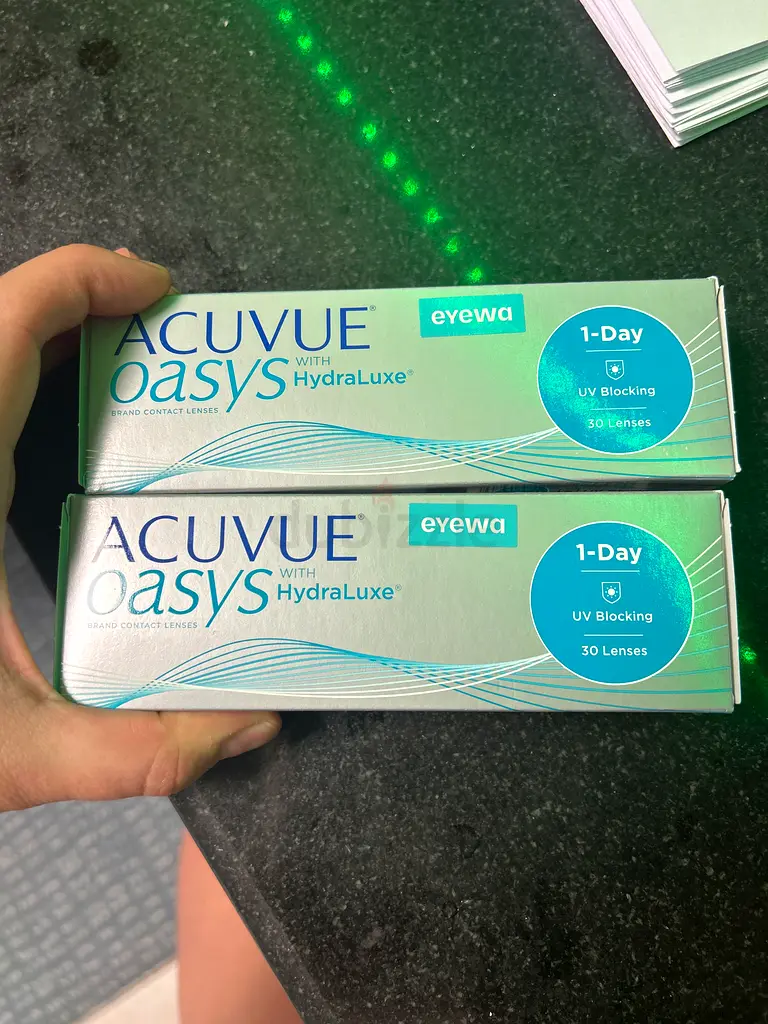 ACUVUE®
eyewa
oasys WITH HydraLuxe®
BRAND CONTACT LENSES
1-Day
UV Blocking
30 Lenses
dubizzle
ACUVUE®
eyewa
oasys WITH HydraLuxe®
BRAND CONTACT LENSES
1-Day
UV Blocking
30 Lenses